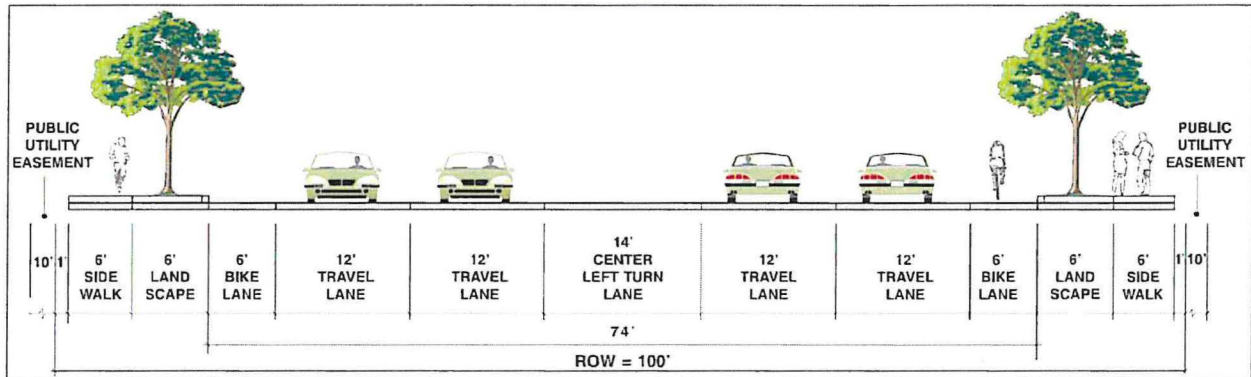 PUBLIC
UTILITY
EASEMENT
PUBLIC
UTILITY
EASEMENT
10'
1'
6'
SIDE
WALK
6'
LAND
SCAPE
6'
BIKE
LANE
12'
TRAVEL
LANE
12'
TRAVEL
LANE
14'
CENTER
LEFT TURN
LANE
12'
TRAVEL
LANE
12'
TRAVEL
LANE
6'
BIKE
LANE
6'
LAND
SCAPE
6'
SIDE
WALK
1'
10'
74'
ROW = 100'